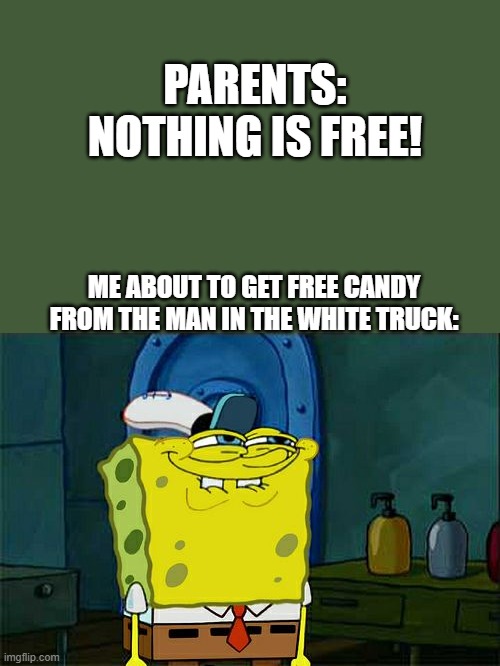 PARENTS:
NOTHING IS FREE!
ME ABOUT TO GET FREE CANDY
FROM THE MAN IN THE WHITE TRUCK:
imgflip.com